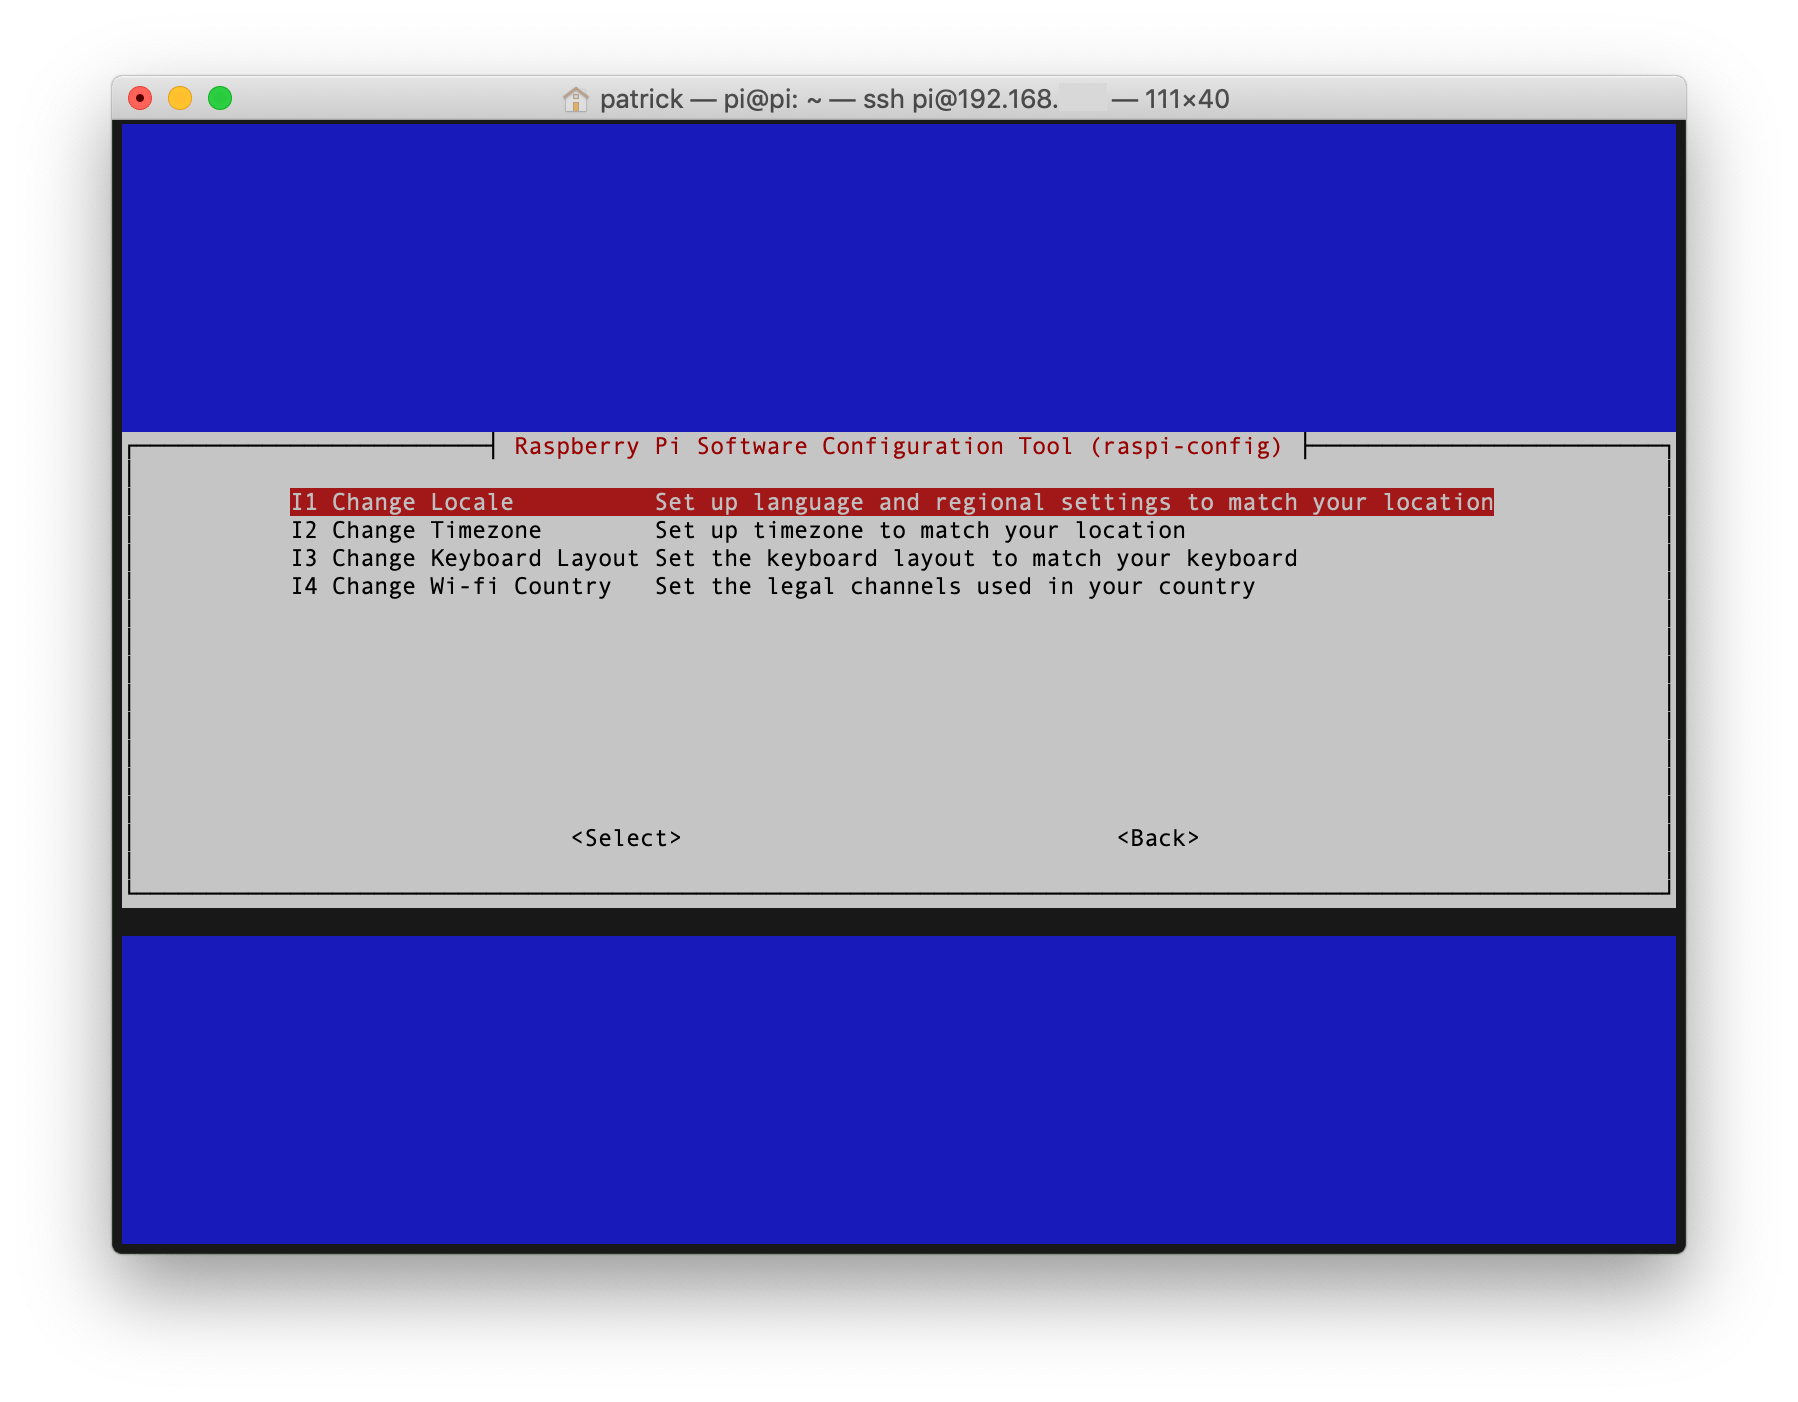 patrick — pi@pi: ~ — ssh pi@192.168. — 111×40
Raspberry Pi Software Configuration Tool (raspi-config)
I1 Change Locale Set up language and regional settings to match your location
I2 Change Timezone Set up timezone to match your location
I3 Change Keyboard Layout Set the keyboard layout to match your keyboard
I4 Change Wi-fi Country Set the legal channels used in your country
<Select> <Back>